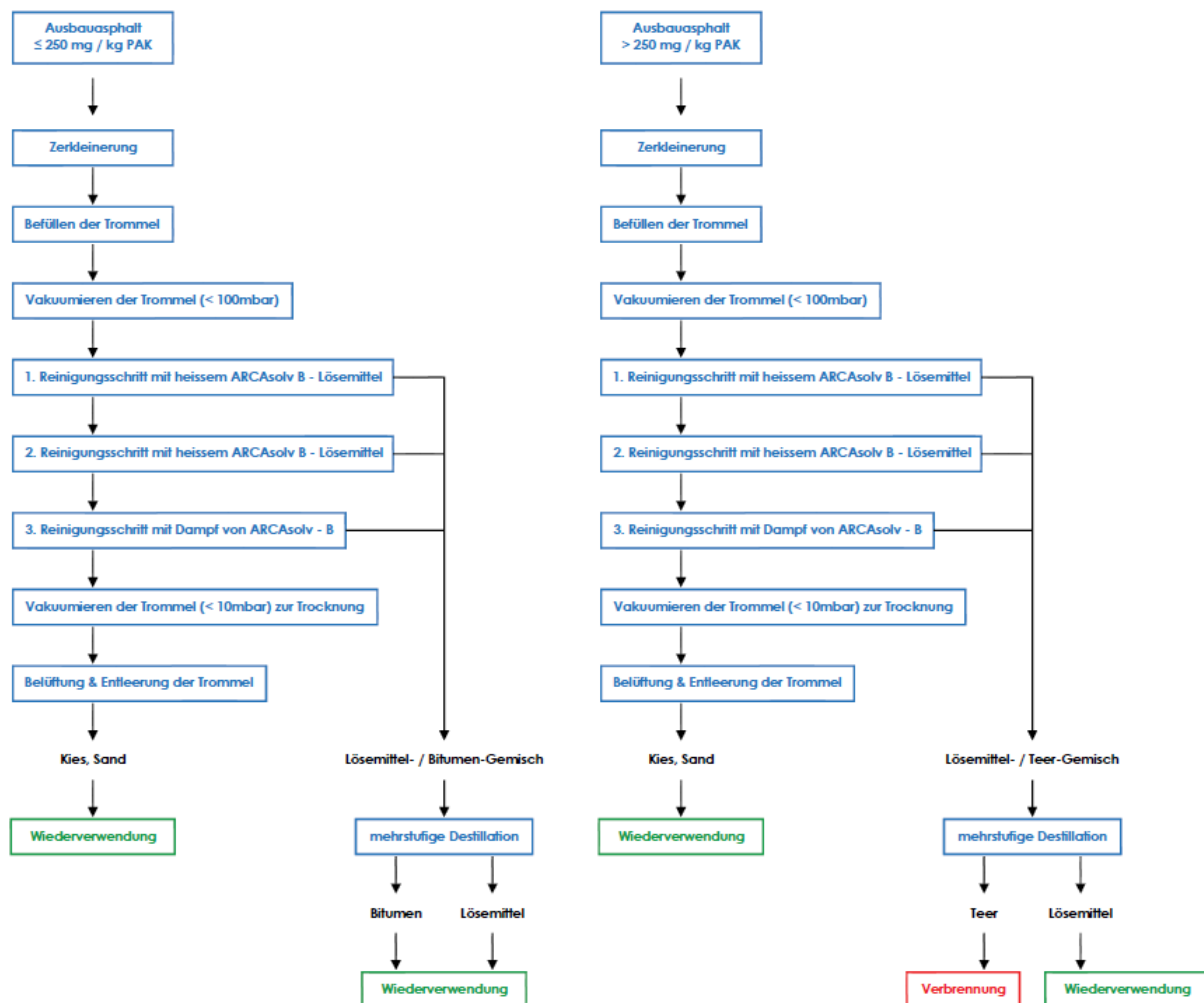 Ausbauasphalt
≤ 250 mg / kg PAK
Zerkleinerung
Befüllen der Trommel
Vakuumieren der Trommel (< 100mbar)
1. Reinigungsschritt mit heissem ARCAsolv B - Lösemittel
2. Reinigungsschritt mit heissem ARCAsolv B - Lösemittel
3. Reinigungsschritt mit Dampf von ARCAsolv - B
Vakuumieren der Trommel (< 10mbar) zur Trocknung
Belüftung & Entleerung der Trommel
Kies, Sand
Lösemittel- / Bitumen-Gemisch
Wiederverwendung
mehrstufige Destillation
Bitumen
Lösemittel
Wiederverwendung
Ausbauasphalt
> 250 mg / kg PAK
Zerkleinerung
Befüllen der Trommel
Vakuumieren der Trommel (< 100mbar)
1. Reinigungsschritt mit heissem ARCAsolv B - Lösemittel
2. Reinigungsschritt mit heissem ARCAsolv B - Lösemittel
3. Reinigungsschritt mit Dampf von ARCAsolv - B
Vakuumieren der Trommel (< 10mbar) zur Trocknung
Belüftung & Entleerung der Trommel
Kies, Sand
Lösemittel- / Teer-Gemisch
Wiederverwendung
mehrstufige Destillation
Teer
Lösemittel
Verbrennung
Wiederverwendung